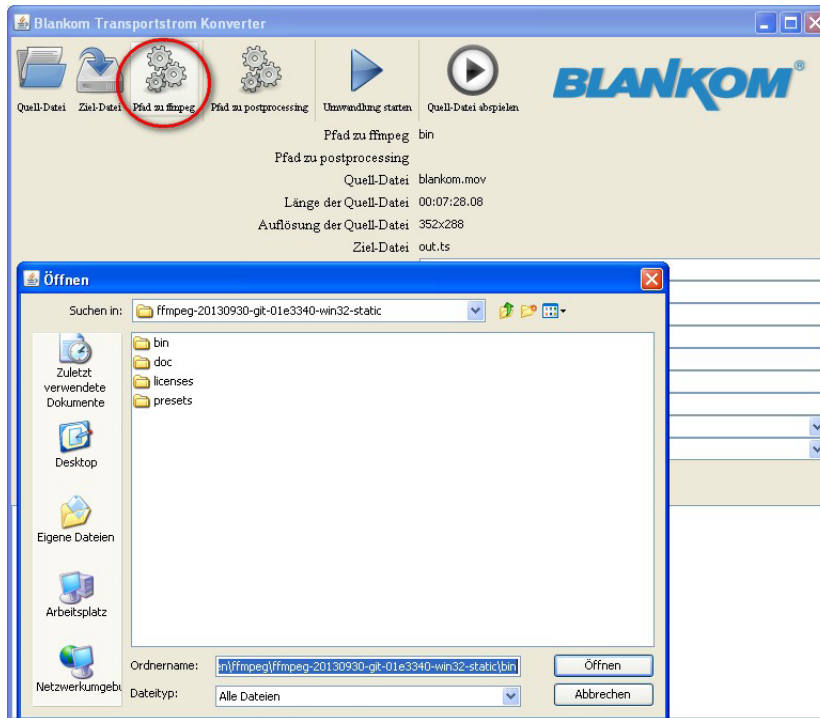 Blankom Transportstrom Konverter
Quell-Datei Ziel-Datei Pfad zu ffmpeg Pfad zu postprocessing Umwandlung starten Quell-Datei abspielen
BLANKOM®
Pfad zu ffmpeg bin
Pfad zu postprocessing
Quell-Datei blankom.mov
Länge der Quell-Datei 00:07:28.08
Auflösung der Quell-Datei 352x288
Ziel-Datei out.ts
Öffnen
Suchen in: ffmpeg-20130930-git-01e3340-win32-static
bin
doc
licenses
presets
Zuletzt
verwendete
Dokumente
Desktop
Eigene Dateien
Arbeitsplatz
Netzwerkumgebu
Ordnername: en\ffmpeg\ffmpeg-20130930-git-01e3340-win32-static\bin Öffnen
Dateityp: Alle Dateien Abbrechen